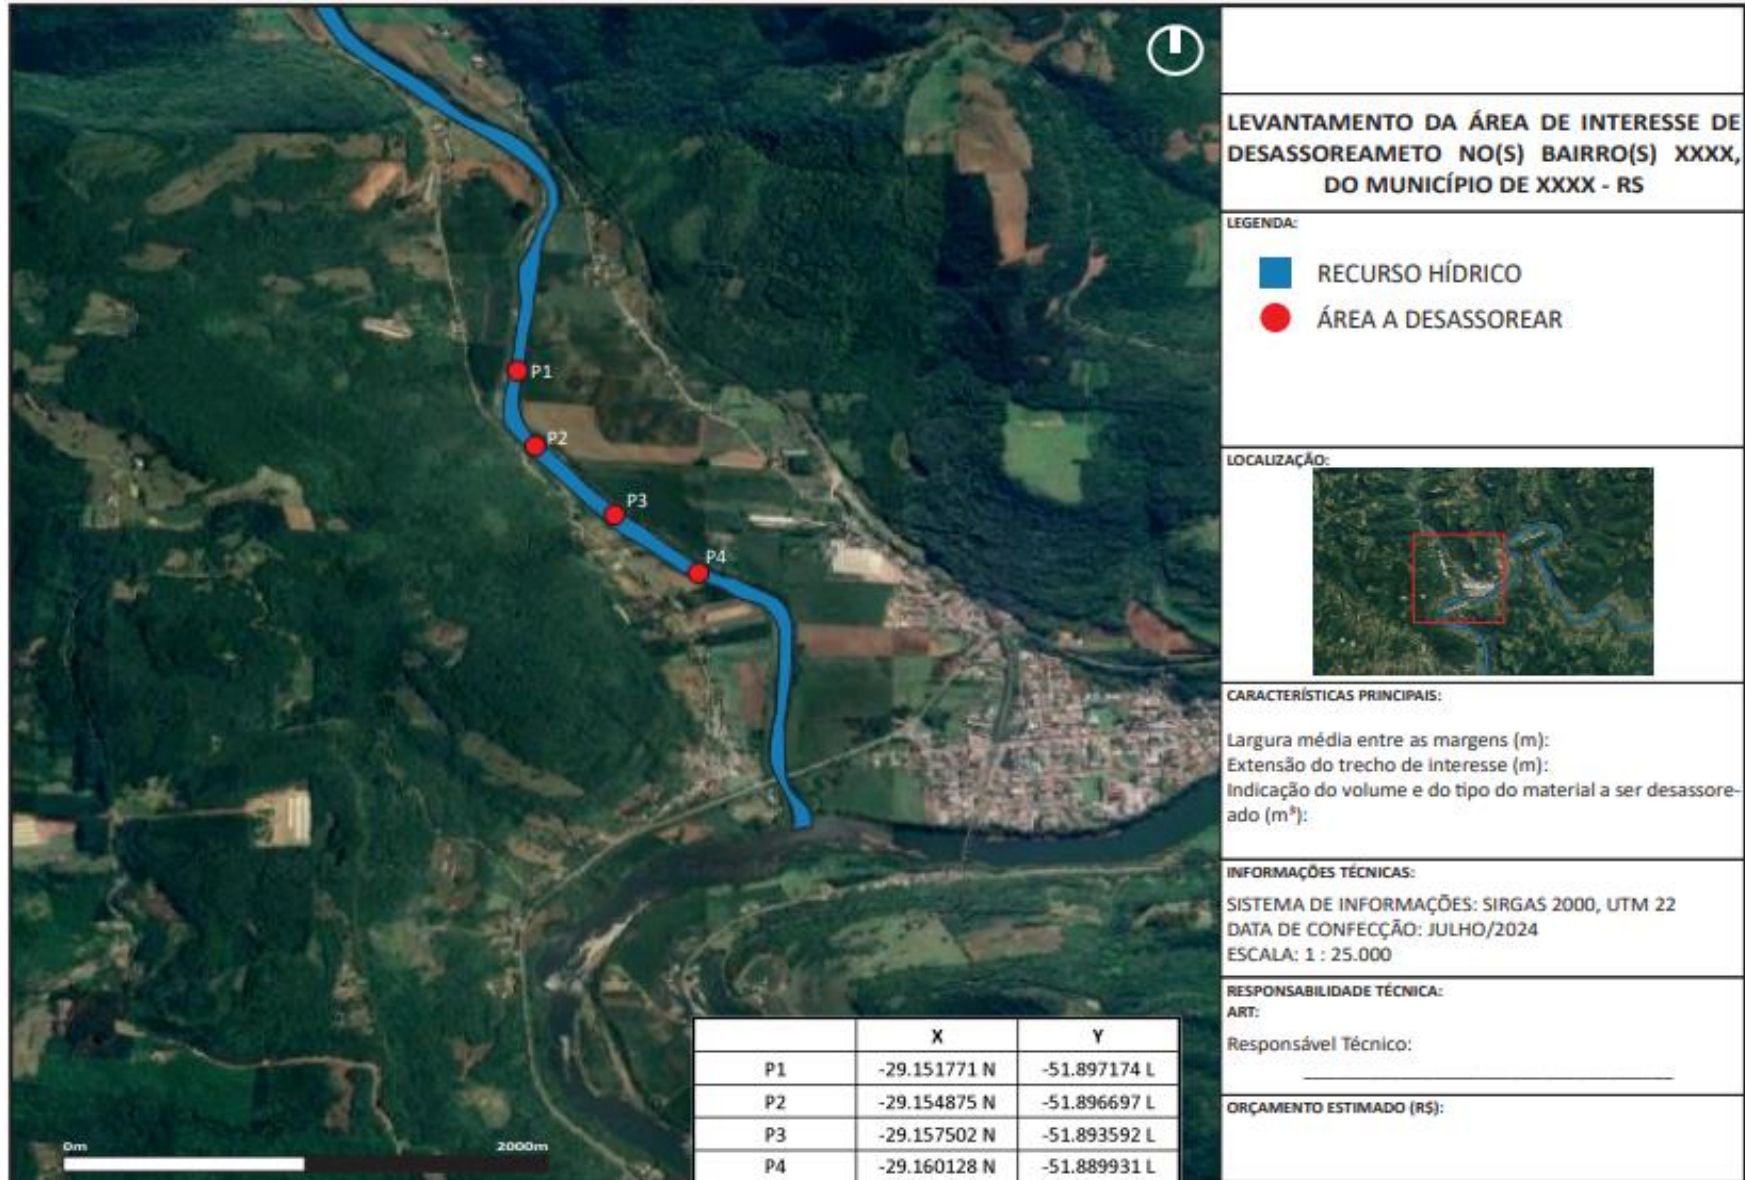 P1
P2
P3
P4
0m 2000m
X Y
P1 -29.151771 N -51.897174 L
P2 -29.154875 N -51.896697 L
P3 -29.157502 N -51.893592 L
P4 -29.160128 N -51.889931 L
LEVANTAMENTO DA ÁREA DE INTERESSE DE
DESASSOREAMETO NO(S) BAIRRO(S) XXXX,
DO MUNICÍPIO DE XXXX - RS
LEGENDA:
RECURSO HÍDRICO
ÁREA A DESASSOREAR
LOCALIZAÇÃO:
CARACTERÍSTICAS PRINCIPAIS:
Largura média entre as margens (m):
Extensão do trecho de interesse (m):
Indicação do volume e do tipo do material a ser desassore-
ado (m³):
INFORMAÇÕES TÉCNICAS:
SISTEMA DE INFORMAÇÕES: SIRGAS 2000, UTM 22
DATA DE CONFECÇÃO: JULHO/2024
ESCALA: 1 : 25.000
RESPONSABILIDADE TÉCNICA:
ART:
Responsável Técnico:
ORÇAMENTO ESTIMADO (R$):